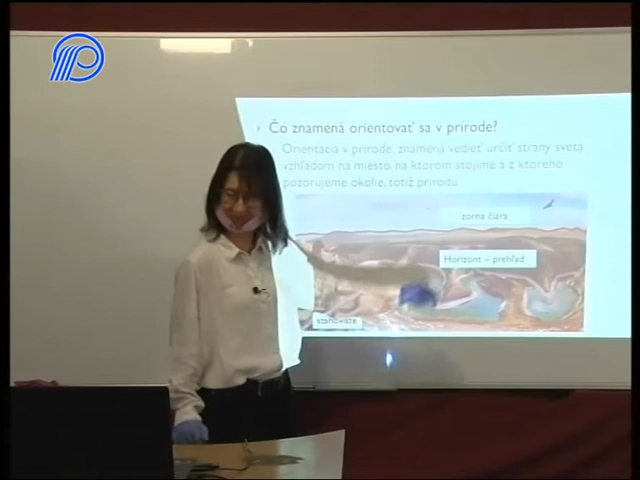 Čo znamená orientovať sa v prírode?
Orientácia v prírode, znamená vedieť určiť strany sveta
vzhľadom na miesto, na ktorom stojíme a z ktorého
pozorujeme okolie, totiž prírodu.
zorná čiara
Horizont – prehľad
stanovište